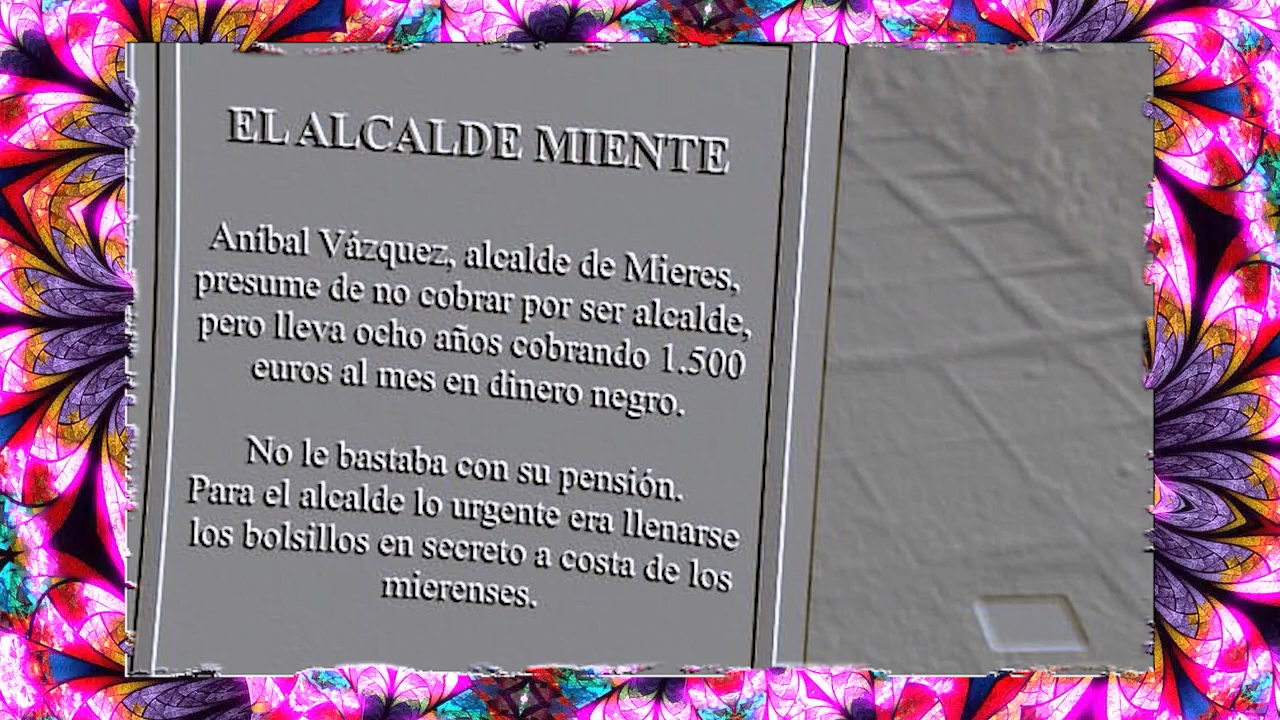 EL ALCALDE MIENTE
Aníbal Vázquez, alcalde de Mieres,
presume de no cobrar por ser alcalde,
pero lleva ocho años cobrando 1.500
euros al mes en dinero negro.
No le bastaba con su pensión.
Para el alcalde lo urgente era llenarse
los bolsillos en secreto a costa de los
mierenses.